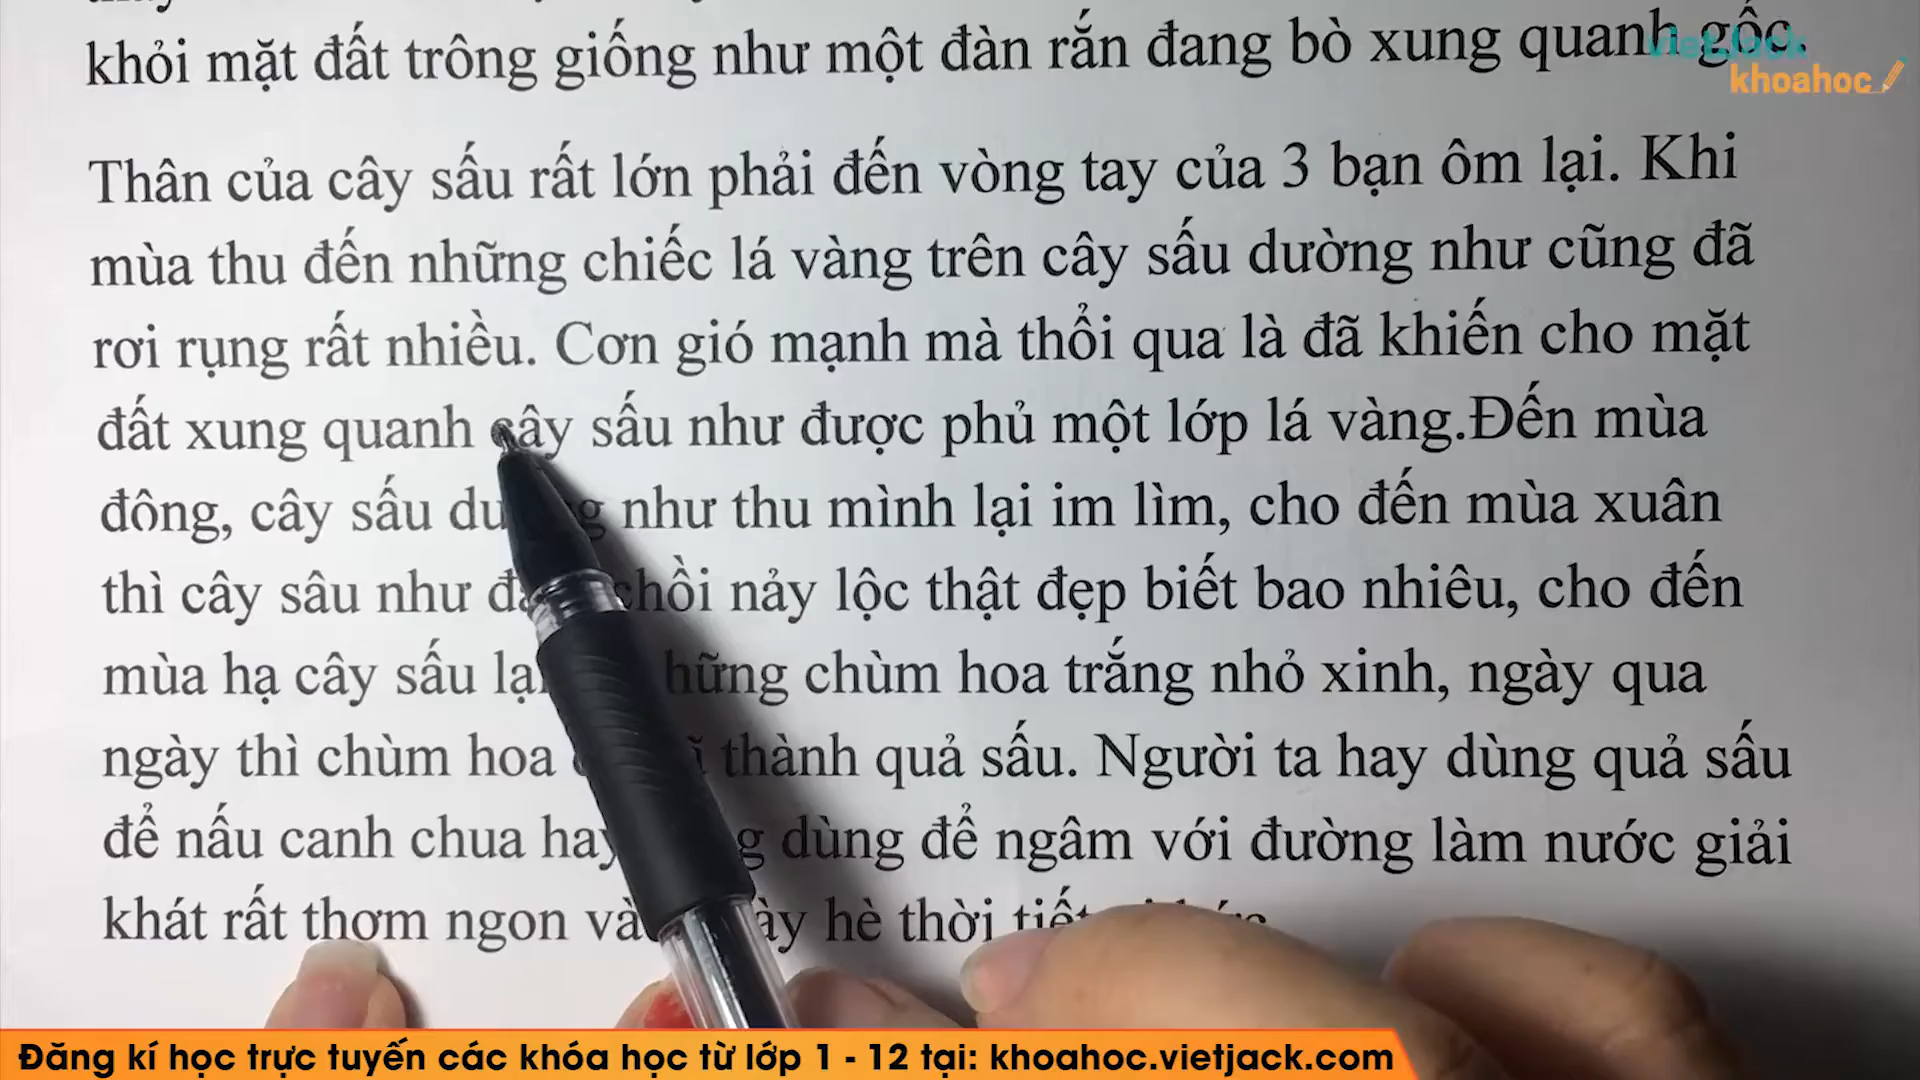 khỏi mặt đất trông giống như một đàn rắn đang bò xung quanh gốc.
vietJack
khoahoc
Thân của cây sấu rất lớn phải đến vòng tay của 3 bạn ôm lại. Khi
mùa thu đến những chiếc lá vàng trên cây sấu dường như cũng đã
rơi rụng rất nhiều. Cơn gió mạnh mà thổi qua là đã khiến cho mặt
đất xung quanh cây sấu như được phủ một lớp lá vàng.Đến mùa
đông, cây sấu như thu mình lại im lìm, cho đến mùa xuân
thì cây sâu như chồi nảy lộc thật đẹp biết bao nhiêu, cho đến
mùa hạ cây sấu chùm hoa trắng nhỏ xinh, ngày qua
ngày thì chùm hoa thành quả sấu. Người ta hay dùng quả sấu
để nấu canh chua hay dùng để ngâm với đường làm nước giải
khát rất thơm ngon hè thời tiết
Đăng kí học trực tuyến các khóa học từ lớp 1 - 12 tại: khoahoc.vietjack.com